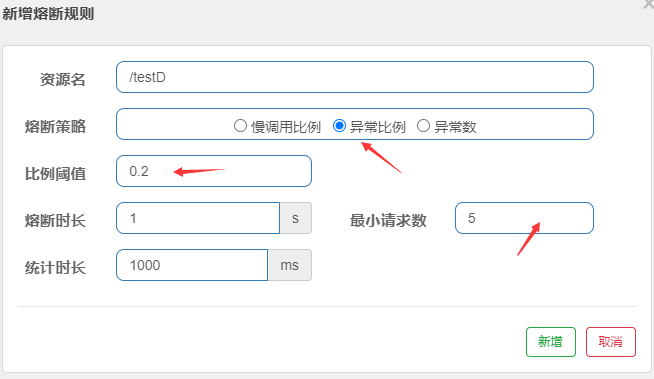 新增熔断规则
资源名 /testD
熔断策略 慢调用比例 异常比例 异常数
比例阈值 0.2
熔断时长 1 s 最小请求数 5
统计时长 1000 ms
新增 取消